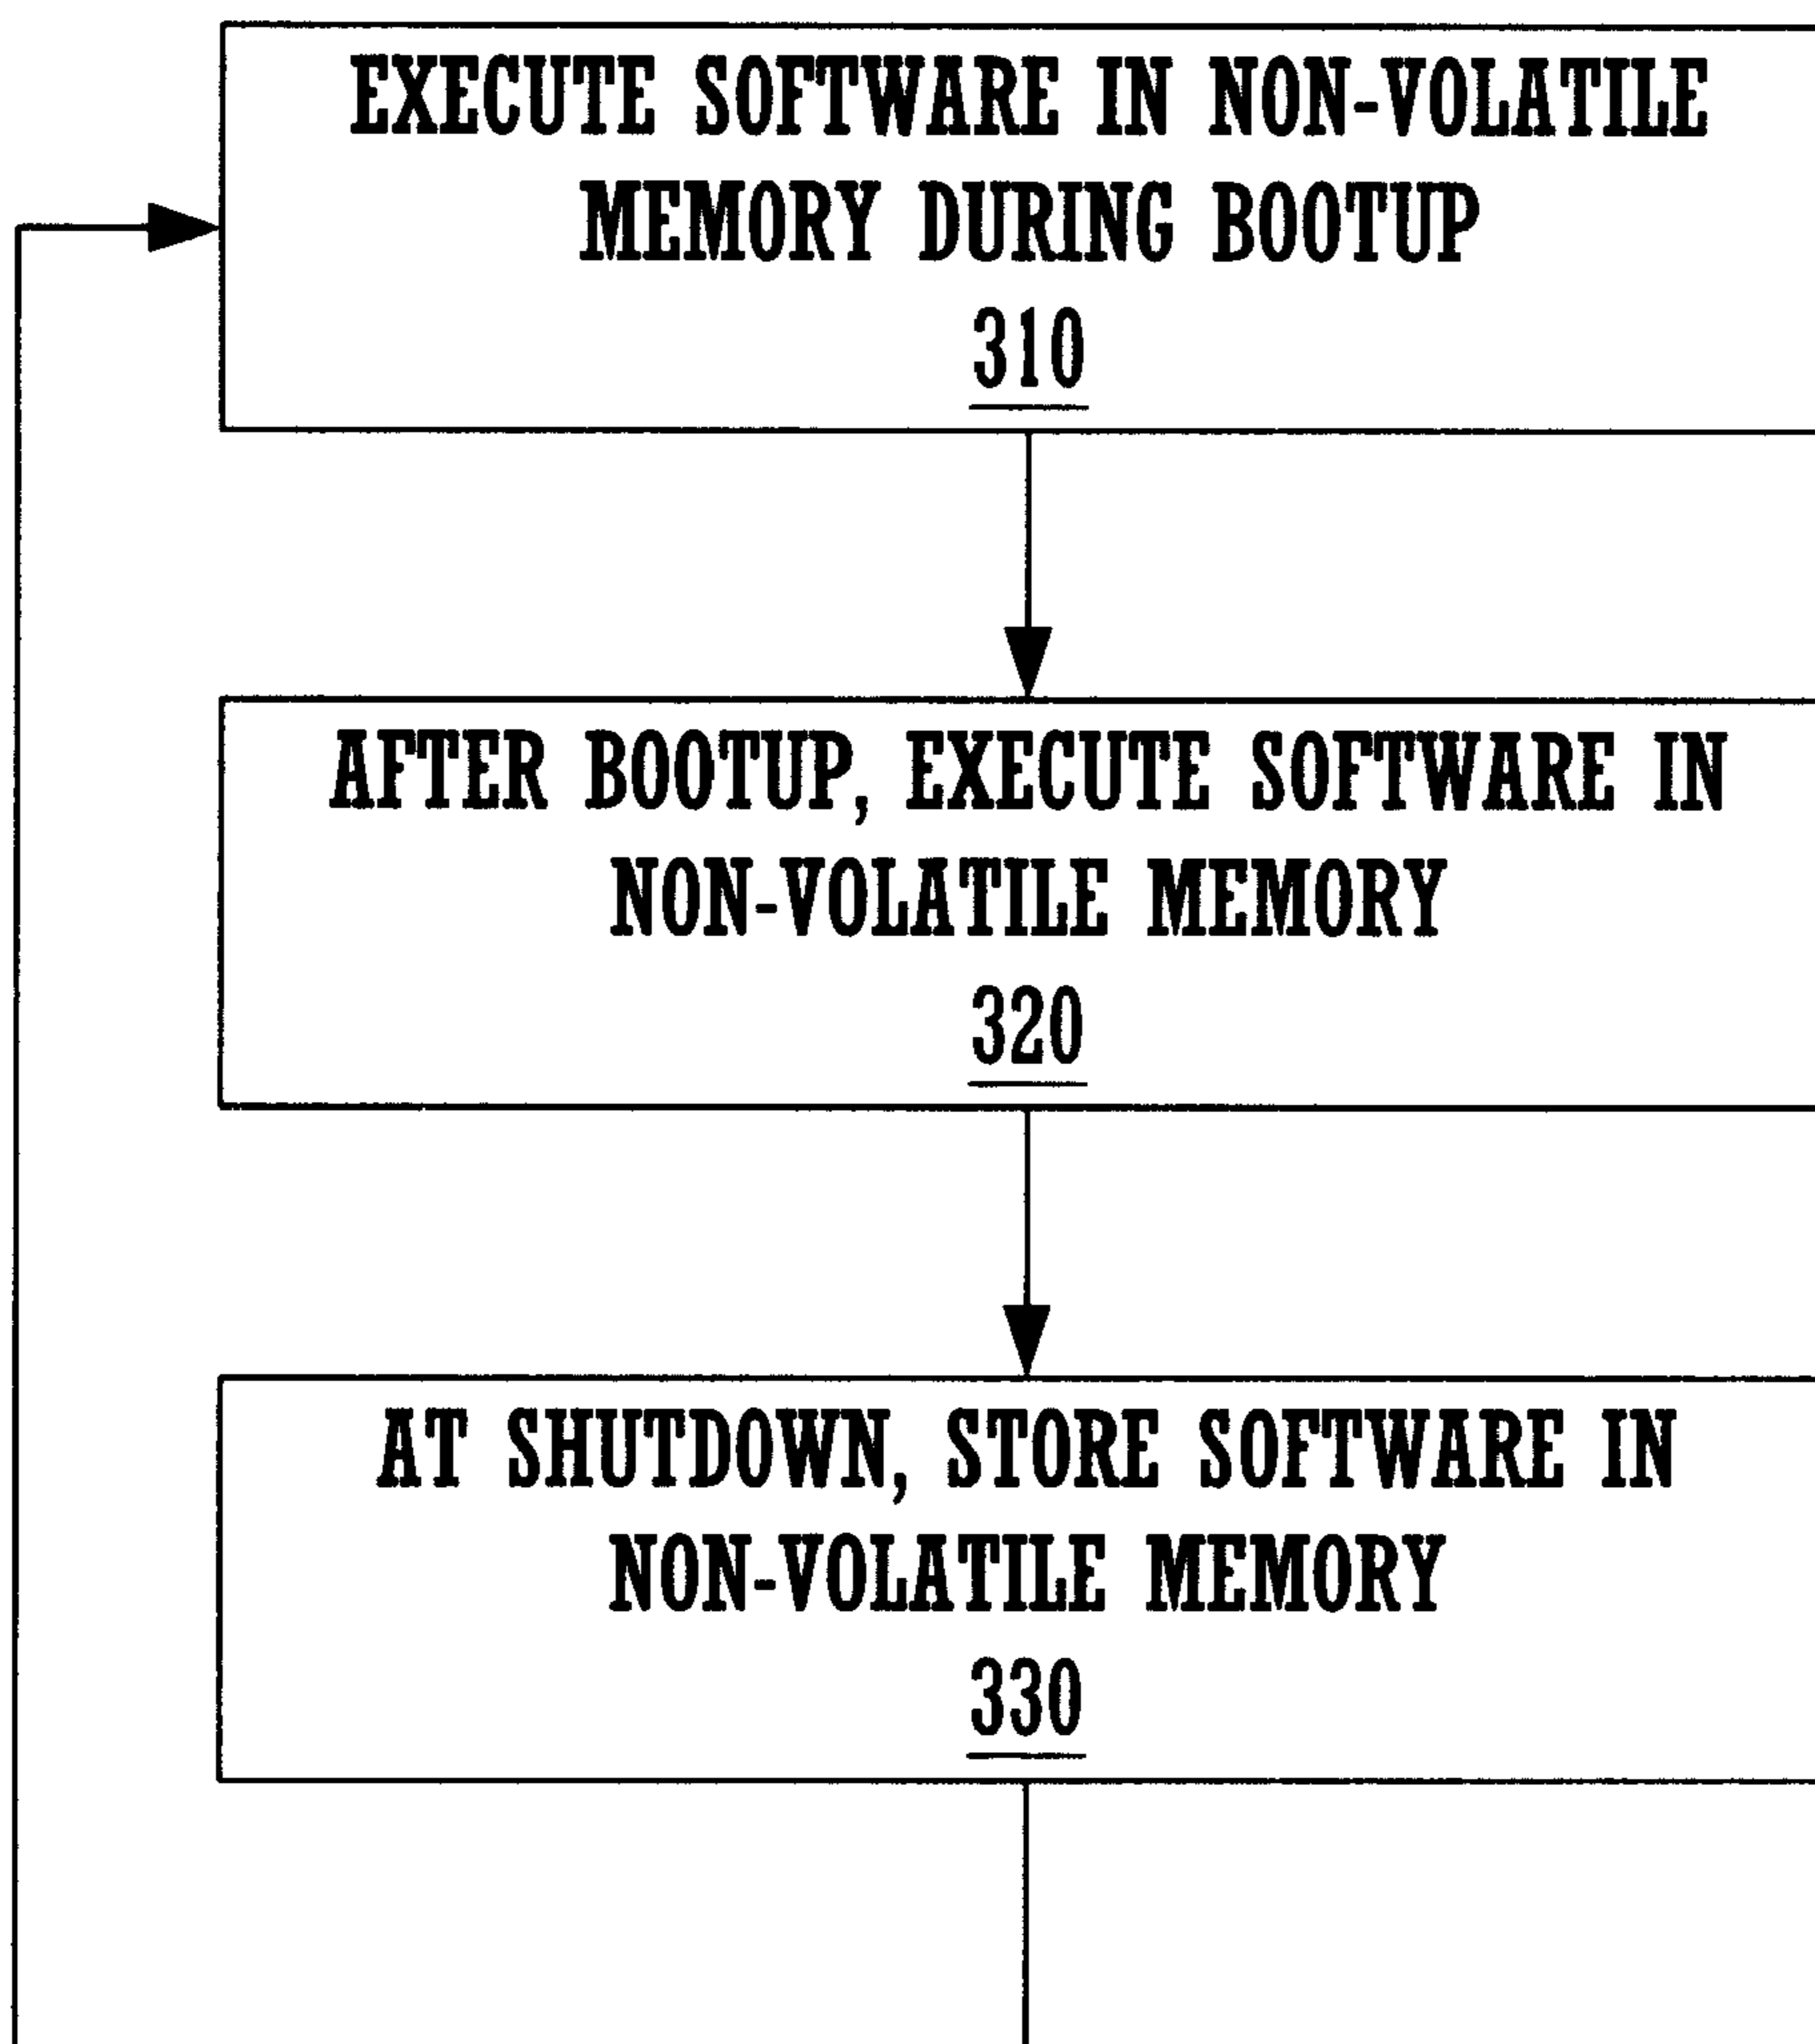 EXECUTE SOFTWARE IN NON-VOLATILE
MEMORY DURING BOOTUP
310
AFTER BOOTUP, EXECUTE SOFTWARE IN
NON-VOLATILE MEMORY
320
AT SHUTDOWN, STORE SOFTWARE IN
NON-VOLATILE MEMORY
330